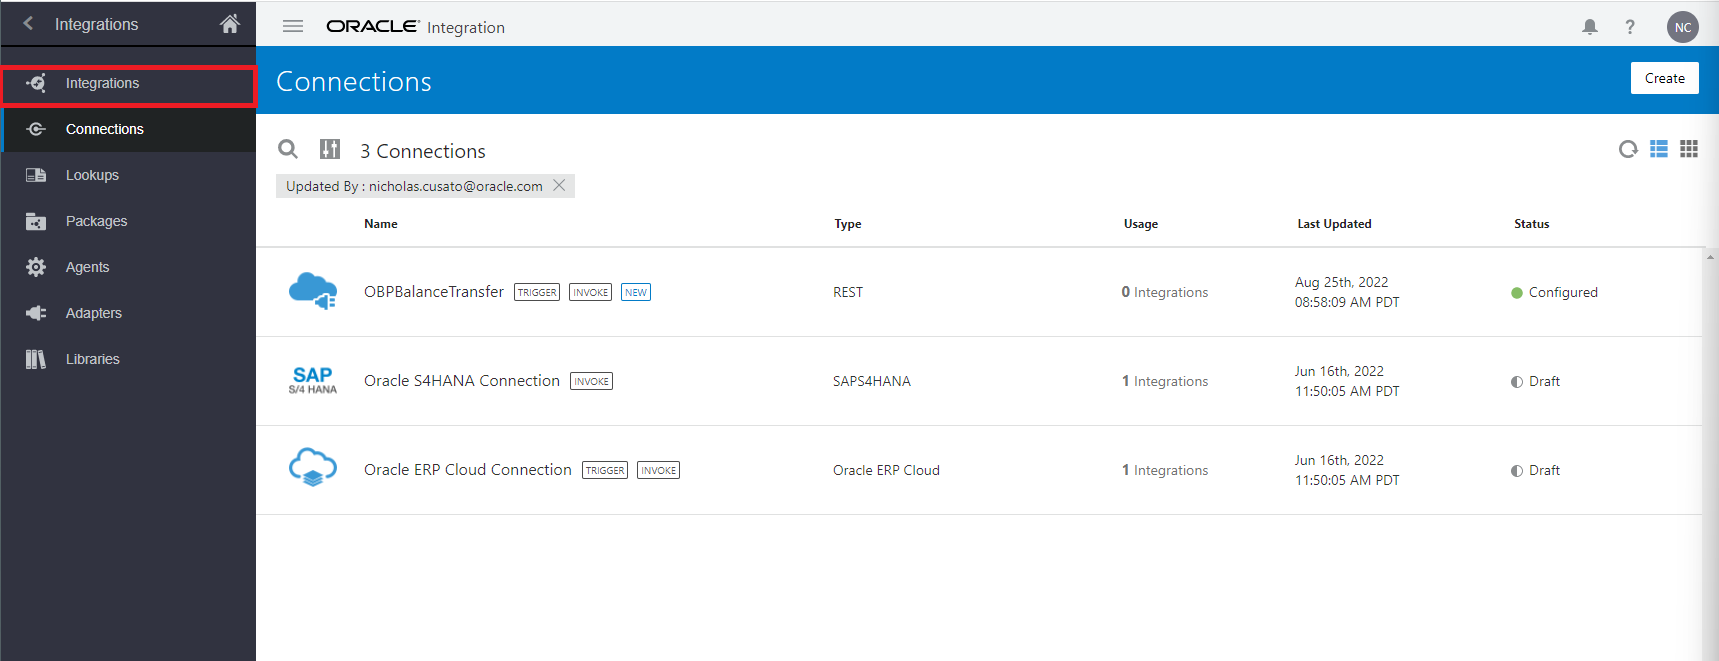 Integrations
ORACLE Integration
?
NC
Integrations
Connections
Lookups
Packages
Agents
Adapters
Libraries
Connections
Create
3 Connections
Updated By : nicholas.cusato@oracle.com
Name Type Usage Last Updated Status
OBPBalanceTransfer TRIGGER INVOKE NEW REST 0 Integrations Aug 25th, 2022 08:58:09 AM PDT Configured
SAP S/4 HANA Oracle S4HANA Connection INVOKE SAPS4HANA 1 Integrations Jun 16th, 2022 11:50:05 AM PDT Draft
Oracle ERP Cloud Connection TRIGGER INVOKE Oracle ERP Cloud 1 Integrations Jun 16th, 2022 11:50:05 AM PDT Draft